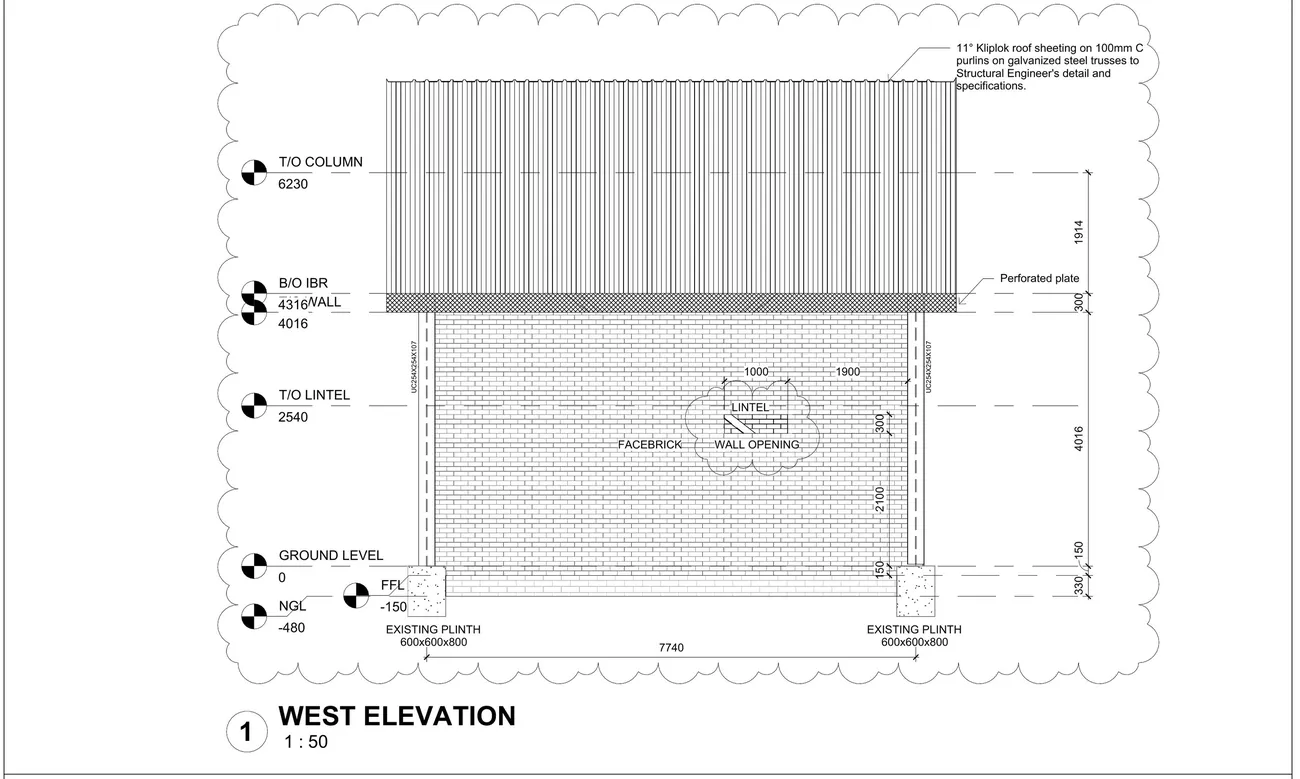 11° Kliplok roof sheeting on 100mm C
purlins on galvanized steel trusses to
Structural Engineer's detail and
specifications.
T/O COLUMN
6230
1914
B/O IBR
4316
WALL
4016
Perforated plate
300
UC254X254X107
UC254X254X107
1000
1900
T/O LINTEL
2540
LINTEL
300
FACEBRICK
WALL OPENING
4016
2100
GROUND LEVEL
0
150
150
FFL
-150
330
NGL
-480
EXISTING PLINTH
600x600x800
EXISTING PLINTH
600x600x800
7740
1
WEST ELEVATION
1 : 50